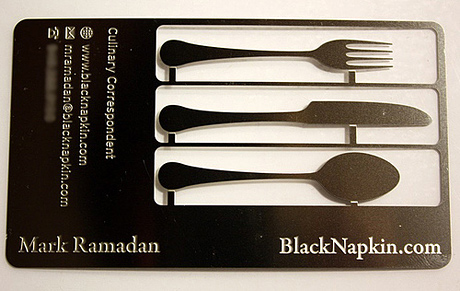 Culinary Correspondent
www.blacknapkin.com
mramadan@blacknapkin.com
Mark Ramadan
BlackNapkin.com